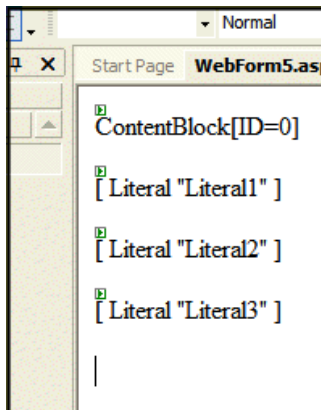 Normal
Start Page WebForm5.asp
ContentBlock[ID=0]
[ Literal "Literal1" ]
[ Literal "Literal2" ]
[ Literal "Literal3" ]